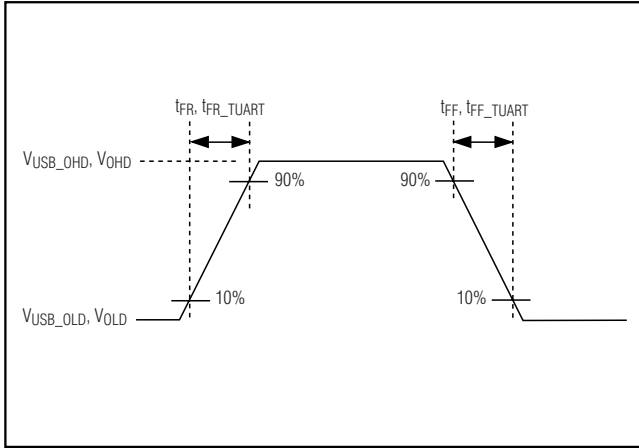 tFR, tFR_TUART
tFF, tFF_TUART
VUSB_OHD, VOHD
90%
90%
10%
10%
VUSB_OLD, VOLD